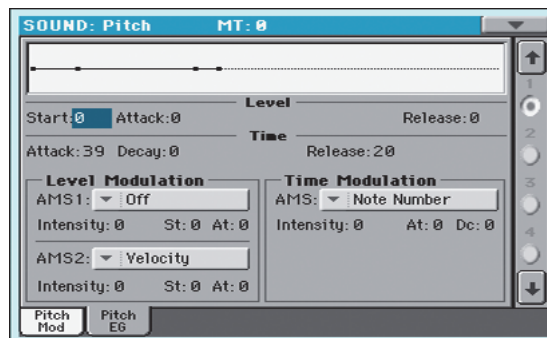 SOUND: Pitch MT: 0
Level
Start:0 Attack:0 Release:0
Time
Attack:39 Decay:0 Release:20
Level Modulation
AMS1: Off
Intensity:0 St:0 At:0
AMS2: Velocity
Intensity:0 St:0 At:0
Time Modulation
AMS: Note Number
Intensity:0 At:0 Dc:0
1
2
3
4
Pitch Mod
Pitch EG